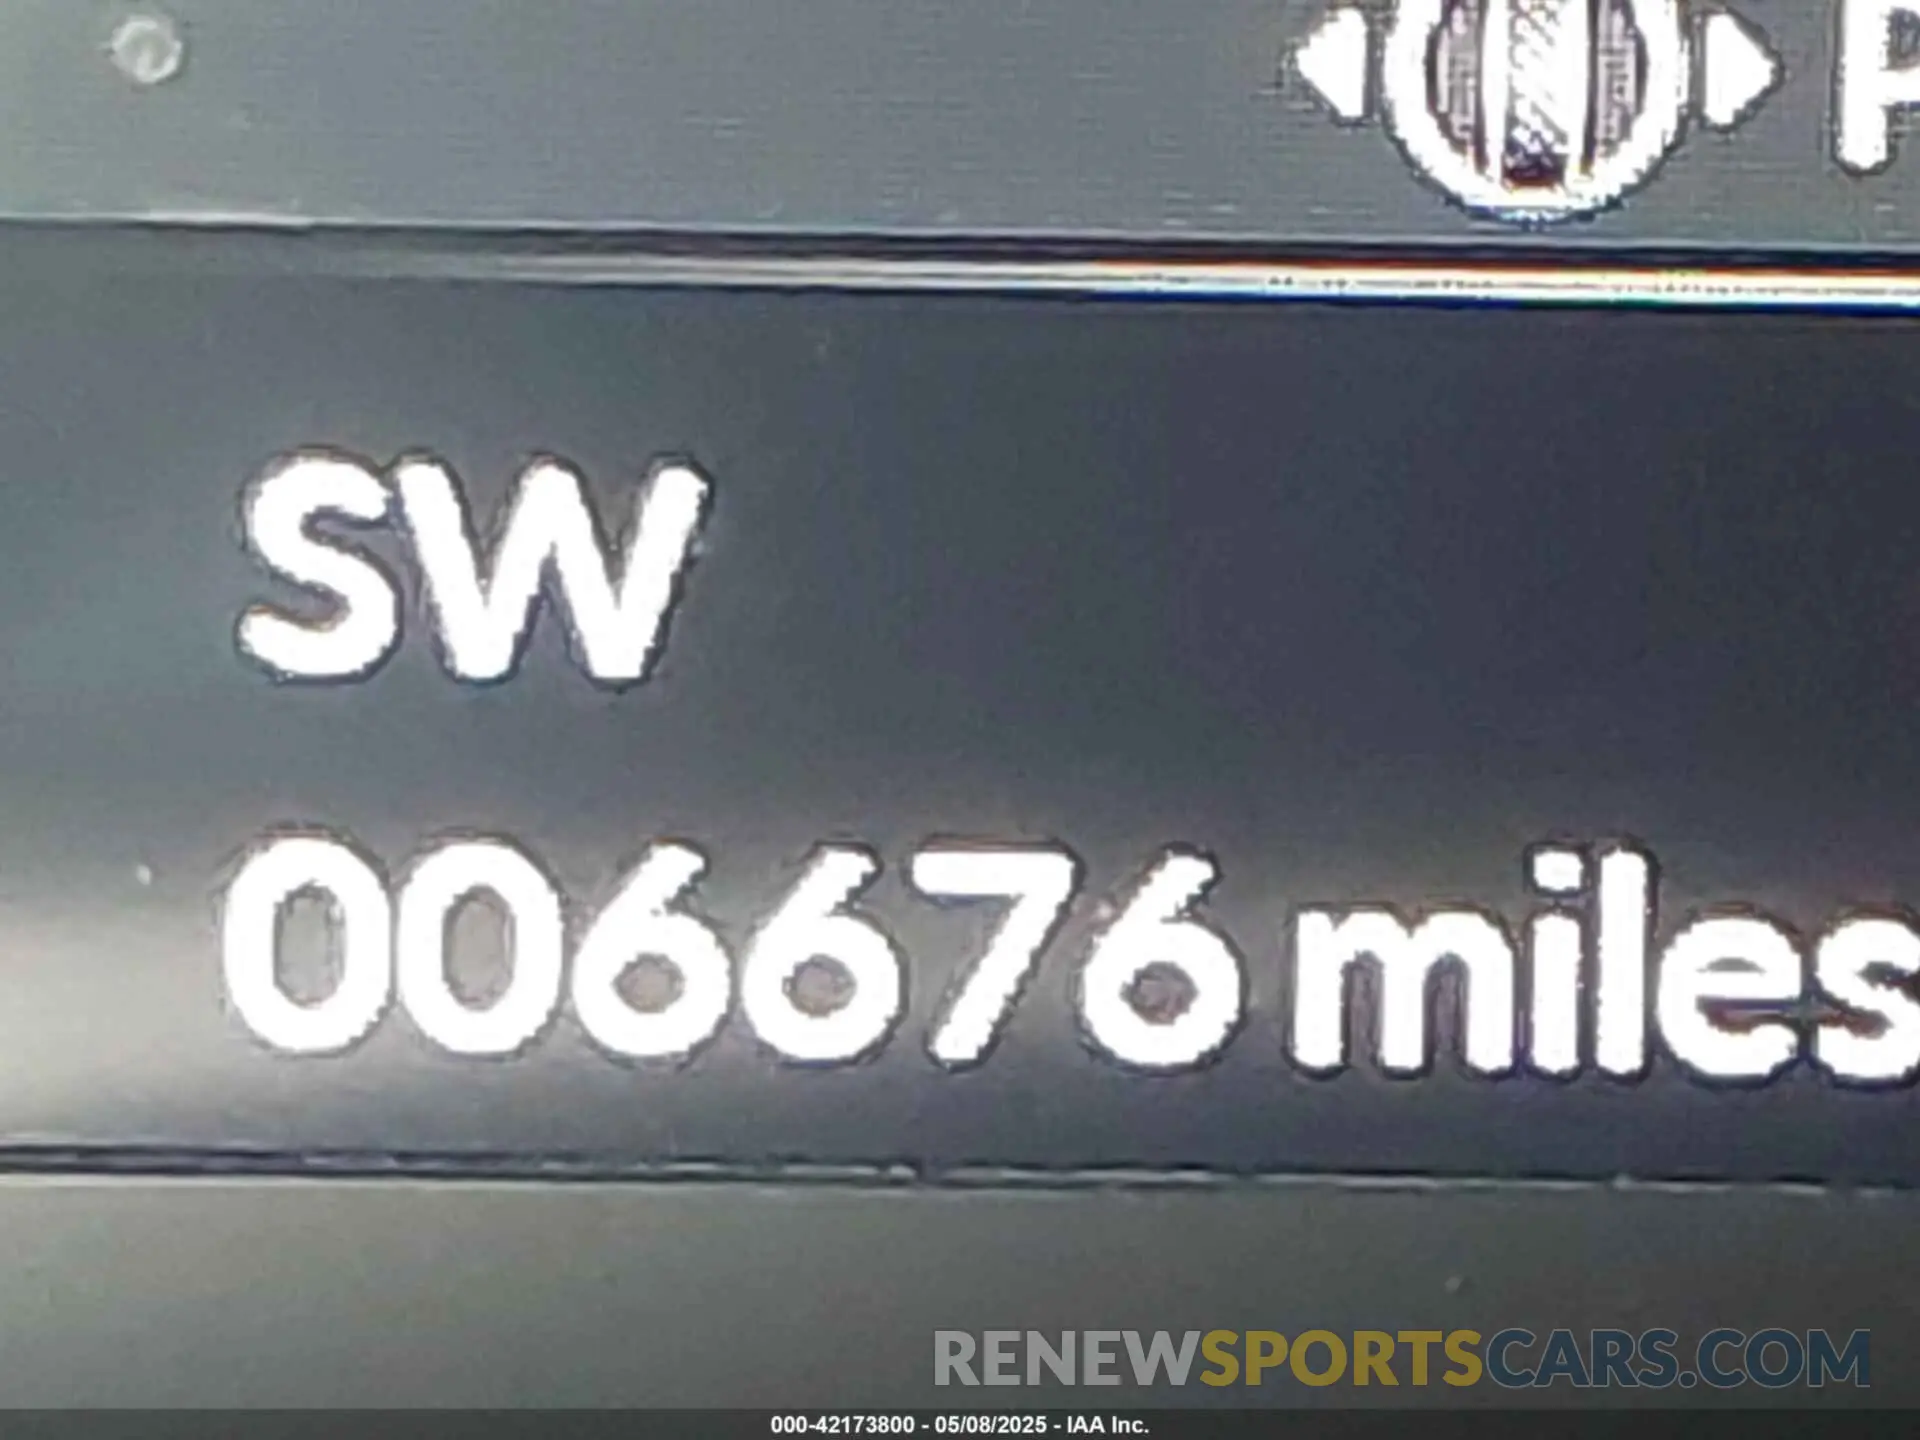 P
SW
006676 miles
RENEWSPORTSCARS.COM
000-42173800 - 05/08/2025 - IAA Inc.